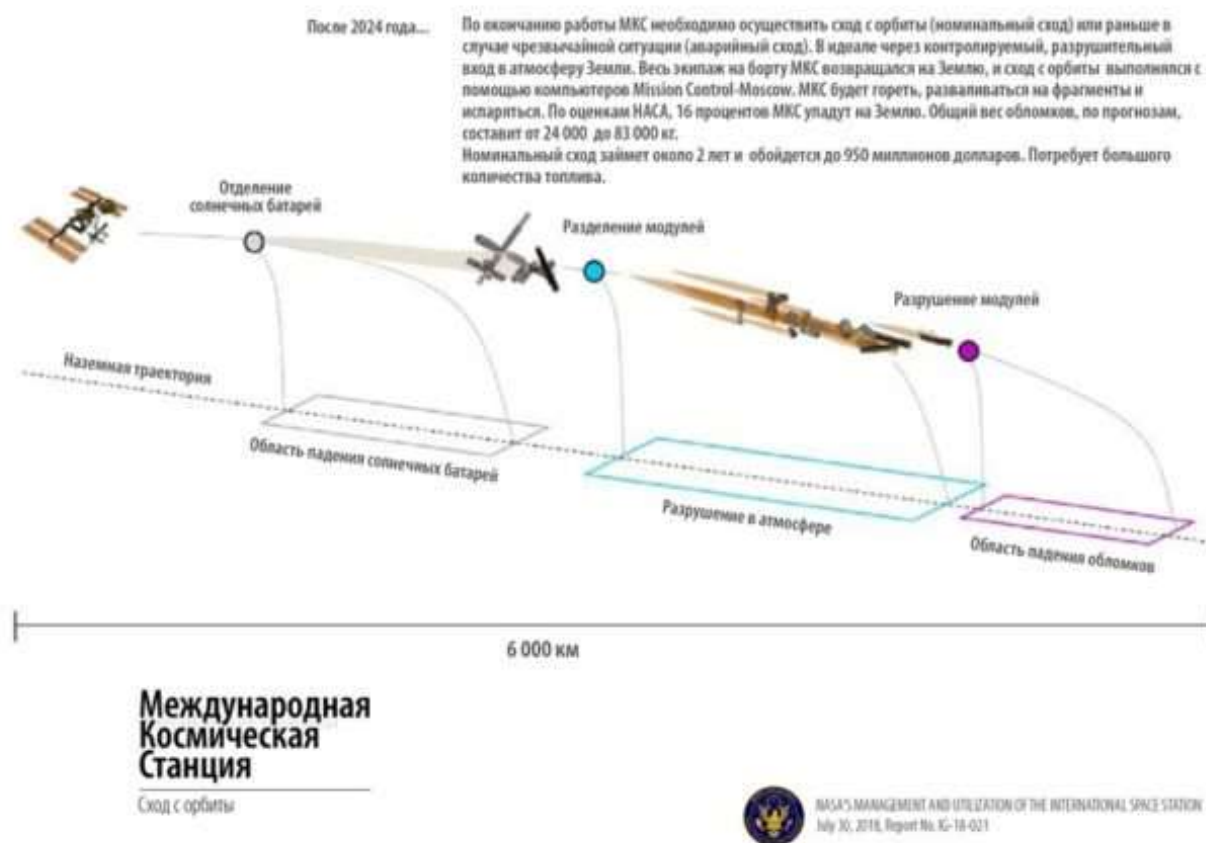 После 2024 года...
По окончанию работы МКС необходимо осуществить сход с орбиты (номинальный сход) или раньше в
случае чрезвычайной ситуации (аварийный сход). В идеале через контролируемый, разрушительный
вход в атмосферу Земли. Весь экипаж на борту МКС возвращался на Землю, и сход с орбиты выполнялся с
помощью компьютеров Mission Control-Moscow. МКС будет гореть, разваливаться на фрагменты и
испаряться. По оценкам НАСА, 16 процентов МКС упадут на Землю. Общий вес обломков, по прогнозам,
составит от 24 000 до 83 000 кг.
Номинальный сход займет около 2 лет и обойдется до 950 миллионов долларов. Потребует большого
количества топлива.
Отделение
солнечных батарей
Разделение модулей
Разрушение модулей
Наземная траектория
Область падения солнечных батарей
Разрушение в атмосфере
Область падения обломков
6 000 км
Международная
Космическая
Станция
Сход с орбиты
NASA'S MANAGEMENT AND UTILIZATION OF THE INTERNATIONAL SPACE STATION
July 30, 2018, Report No. IG-18-021